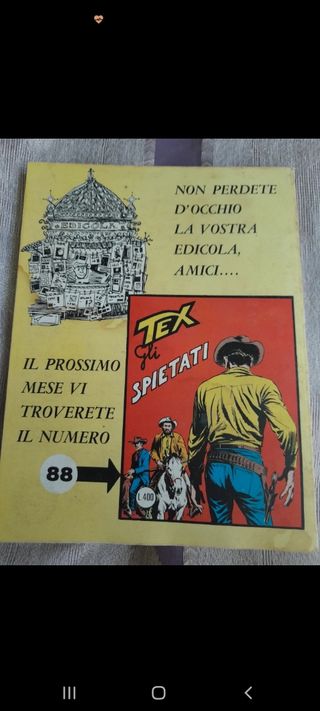 EDICOLA
NON PERDETE
D'OCCHIO
LA VOSTRA
EDICOLA,
AMICI....
IL PROSSIMO
MESE VI
TROVERETE
IL NUMERO
88
TEX
Gli
SPIETATI
L.400